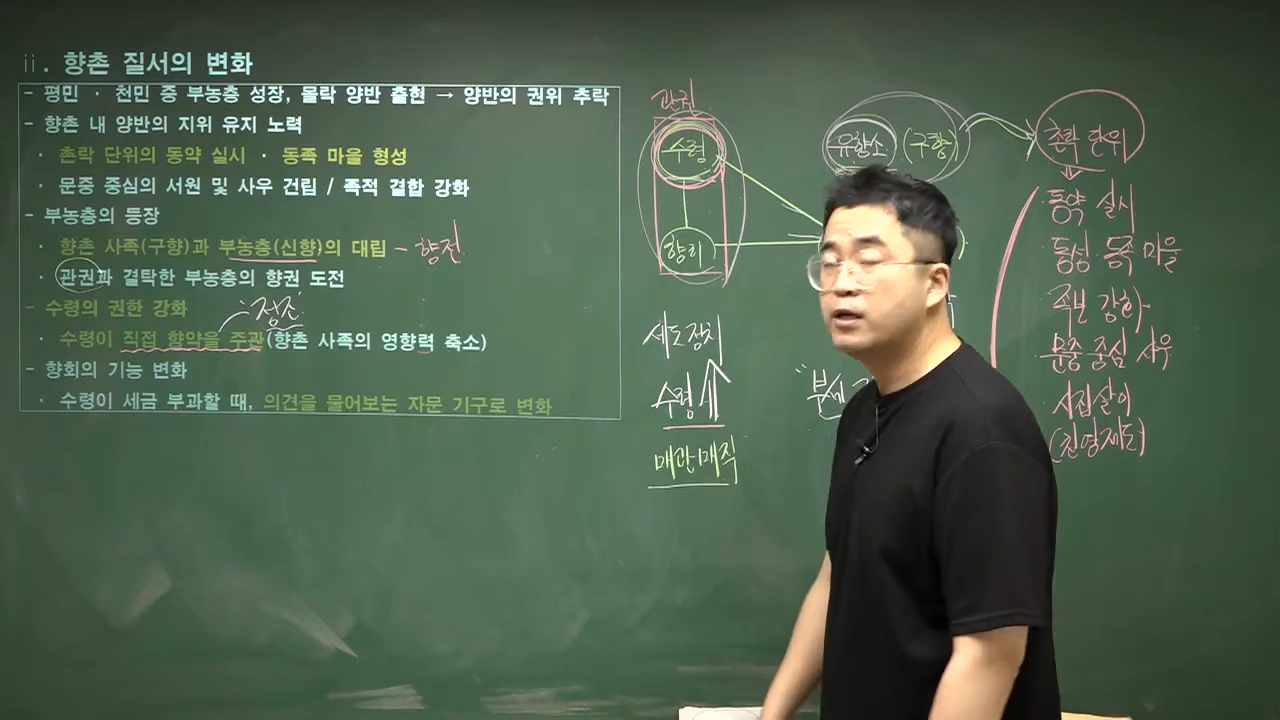 ii. 향촌 질서의 변화
- 평민 · 천민 중 부농층 성장, 몰락 양반 출현 → 양반의 권위 추락
- 향촌 내 양반의 지위 유지 노력
· 촌락 단위의 동약 실시 · 동족 마을 형성
· 문중 중심의 서원 및 사우 건립 / 족적 결합 강화
- 부농층의 등장
· 향촌 사족(구향)과 부농층(신향)의 대립 - 향전
· 관권과 결탁한 부농층의 향권 도전
- 수령의 권한 강화
"정조"
· 수령이 직접 향약을 주관(향촌 사족의 영향력 축소)
- 향회의 기능 변화
· 수령이 세금 부과할 때, 의견을 물어보는 자문 기구로 변화
관권
수령
향리
세도정치
수령⇑
매관매직
유향소 (구향)
"부세
촌락 단위
⇓
· 동약 실시
· 동성·동족 마을
· 족보 강화
· 문중 중심 사우
· 시집살이
(친영제도)